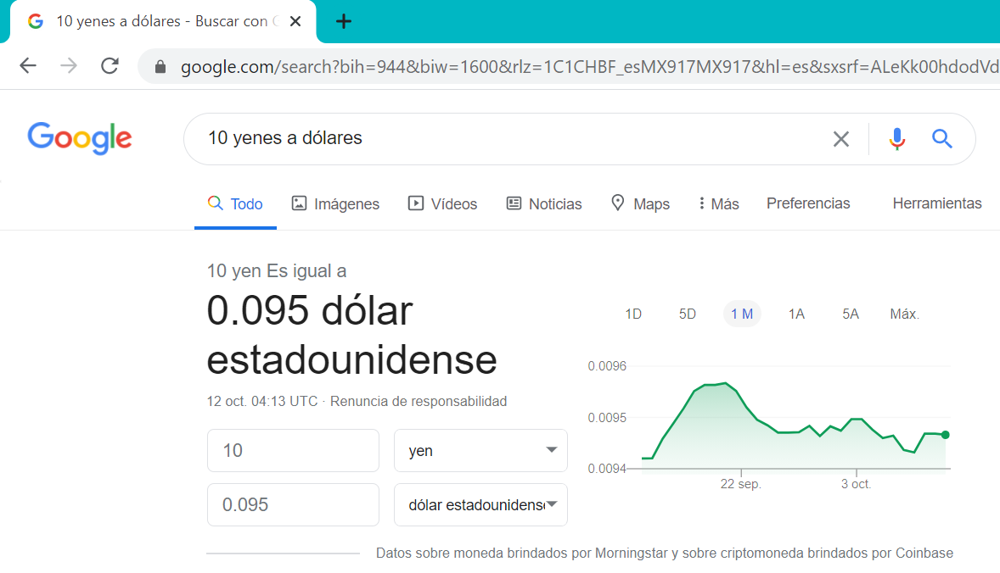 10 yenes a dólares - Buscar con
google.com/search?bih=944&biw=1600&rlz=1C1CHBF_esMX917MX917&hl=es&sxsrf=ALeKk00hdodVd
Google
10 yenes a dólares
Todo Imágenes Vídeos Noticias Maps Más Preferencias Herramientas
10 yen Es igual a
0.095 dólar
estadounidense
12 oct. 04:13 UTC · Renuncia de responsabilidad
10 yen
0.095 dólar estadounidens
1D 5D 1 M 1A 5A Máx.
0.0096
0.0095
0.0094
22 sep. 3 oct.
Datos sobre moneda brindados por Morningstar y sobre criptomoneda brindados por Coinbase